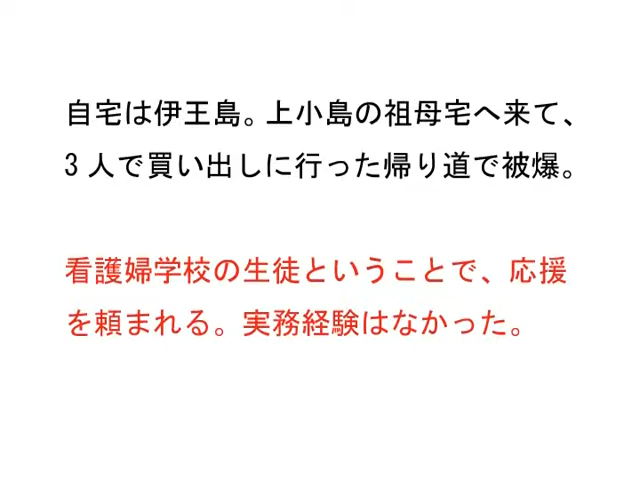 自宅は伊王島。上小島の祖母宅へ来て、
3人で買い出しに行った帰り道で被爆。
看護婦学校の生徒ということで、応援
を頼まれる。実務経験はなかった。